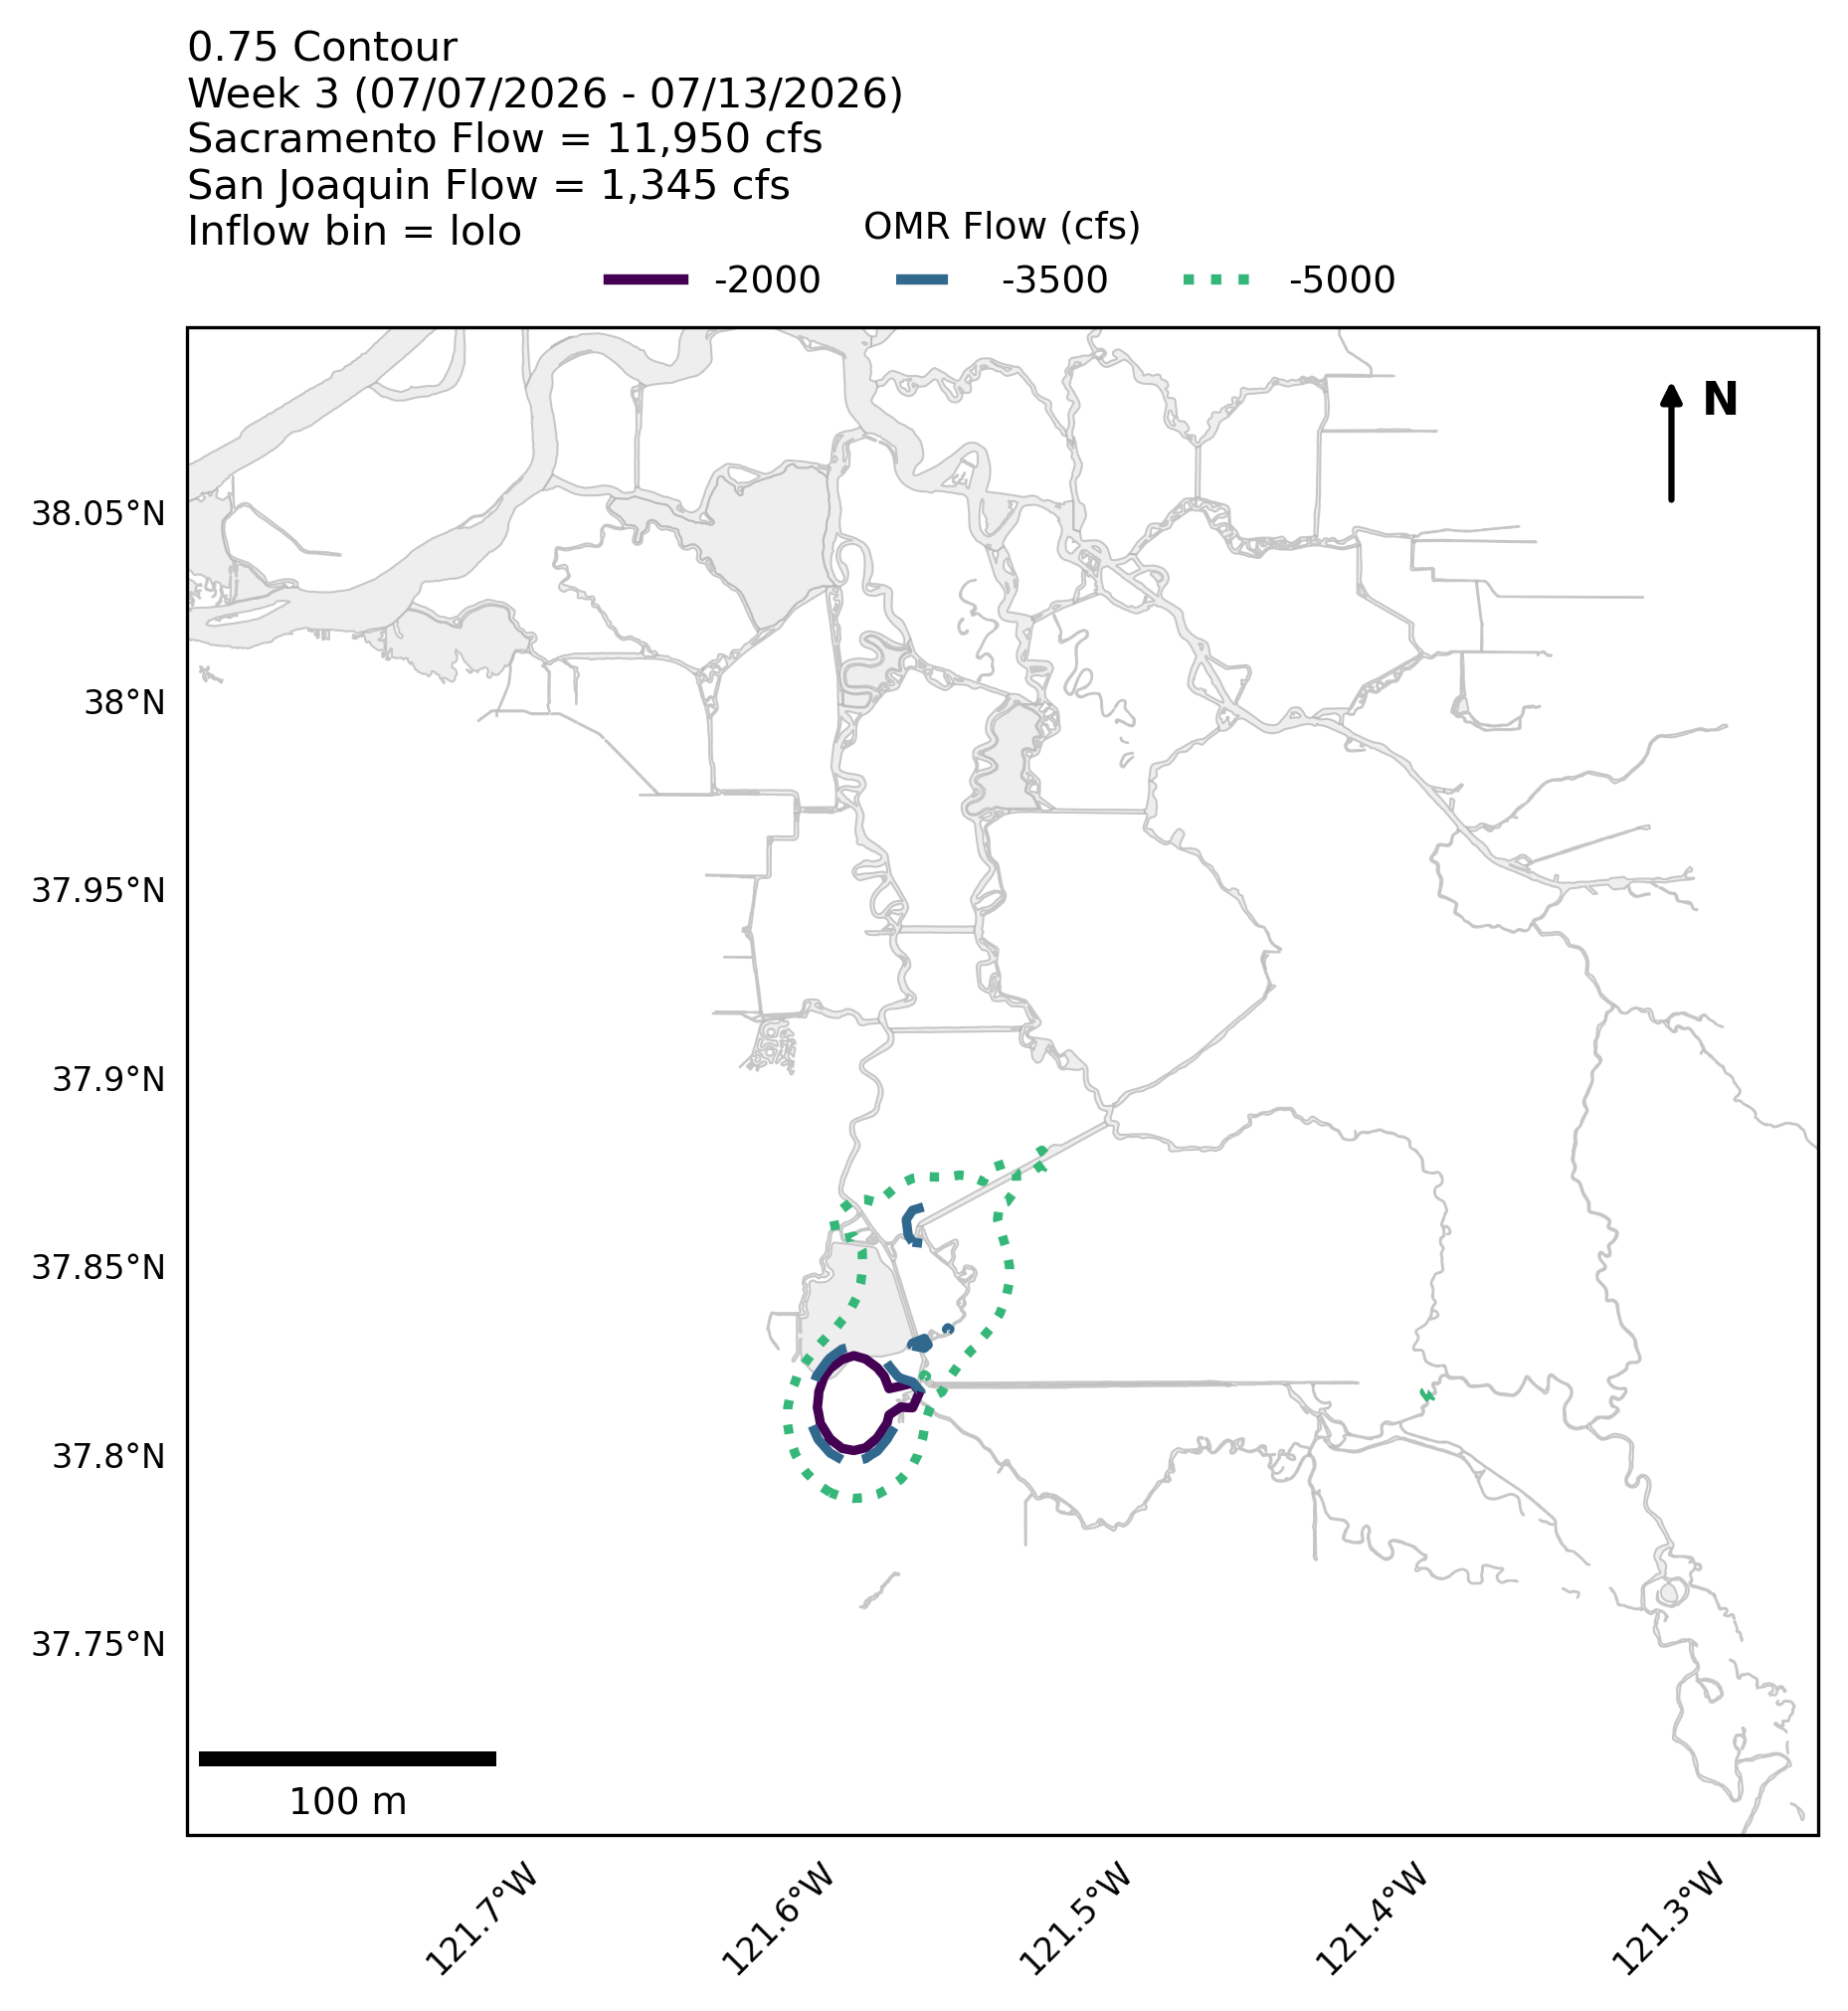 0.75 Contour
Week 3 (07/07/2026 - 07/13/2026)
Sacramento Flow = 11,950 cfs
San Joaquin Flow = 1,345 cfs
Inflow bin = lolo
OMR Flow (cfs)
-2000 -3500 -5000
N
38.05°N
38°N
37.95°N
37.9°N
37.85°N
37.8°N
37.75°N
100 m
121.7°W 121.6°W 121.5°W 121.4°W 121.3°W